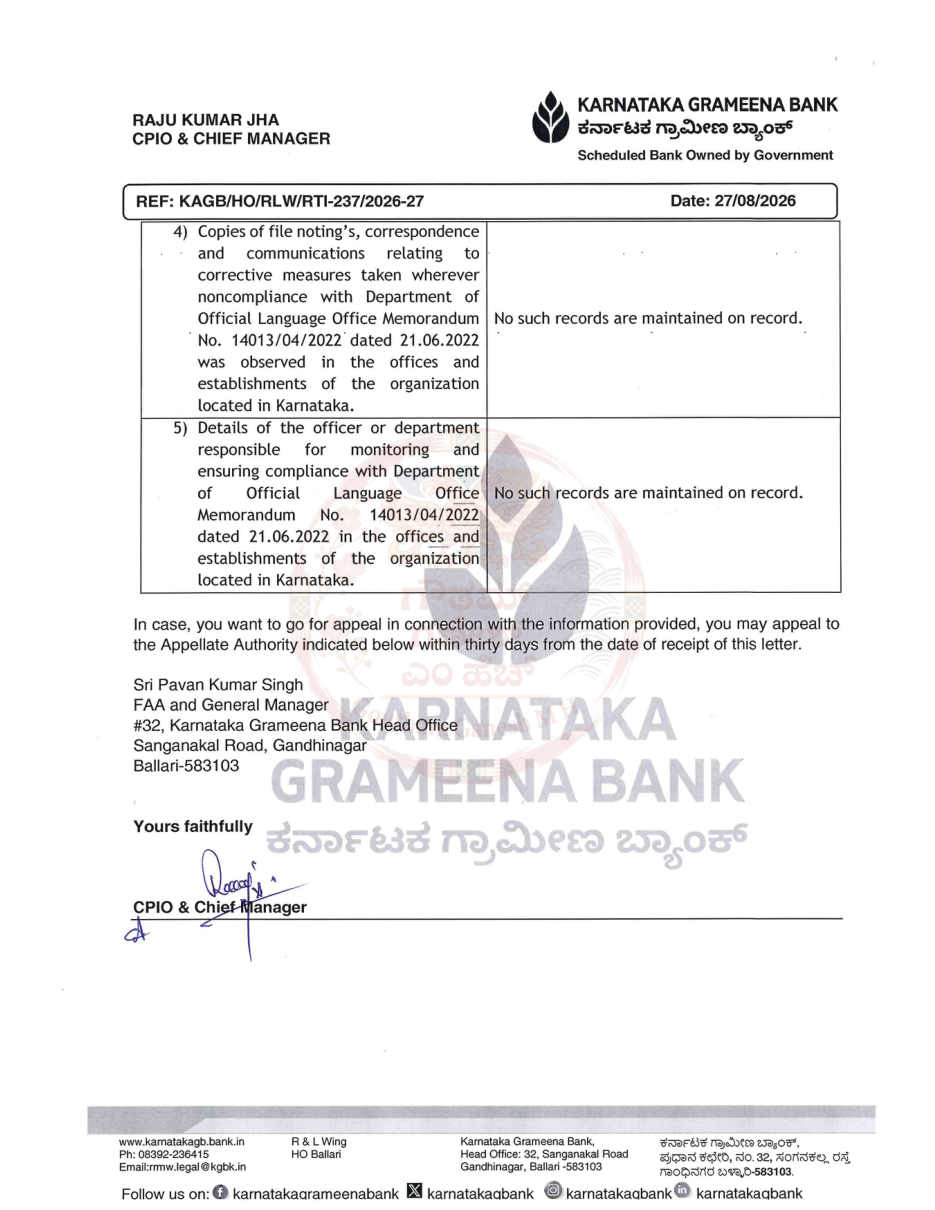 RAJU KUMAR JHA
CPIO & CHIEF MANAGER
KARNATAKA GRAMEENA BANK
ಕರ್ನಾಟಕ ಗ್ರಾಮೀಣ ಬ್ಯಾಂಕ್
Scheduled Bank Owned by Government
REF: KAGB/HO/RLW/RTI-237/2026-27 Date: 27/08/2026
4) Copies of file noting's, correspondence
and communications relating to
corrective measures taken wherever
noncompliance with Department of
Official Language Office Memorandum
No. 14013/04/2022 dated 21.06.2022
was observed in the offices and
establishments of the organization
located in Karnataka.
No such records are maintained on record.
5) Details of the officer or department
responsible for monitoring and
ensuring compliance with Department
of Official Language Office
Memorandum No. 14013/04/2022
dated 21.06.2022 in the offices and
establishments of the organization
located in Karnataka.
No such records are maintained on record.
In case, you want to go for appeal in connection with the information provided, you may appeal to
the Appellate Authority indicated below within thirty days from the date of receipt of this letter.
Sri Pavan Kumar Singh
FAA and General Manager
#32, Karnataka Grameena Bank Head Office
Sanganakal Road, Gandhinagar
Ballari-583103
ಗೌತಮ್
ಎಂ ಹೆಚ್
KARNATAKA
GRAMEENA BANK
ಕರ್ನಾಟಕ ಗ್ರಾಮೀಣ ಬ್ಯಾಂಕ್
Yours faithfully
CPIO & Chief Manager
www.karnatakagb.bank.in
Ph: 08392-236415
Email:rrmw.legal@kgbk.in
R & L Wing
HO Ballari
Karnataka Grameena Bank,
Head Office: 32, Sanganakal Road
Gandhinagar, Ballari -583103
ಕರ್ನಾಟಕ ಗ್ರಾಮೀಣ ಬ್ಯಾಂಕ್,
ಪ್ರಧಾನ ಕಛೇರಿ, ನಂ. 32, ಸಂಗನಕಲ್ಲು ರಸ್ತೆ
ಗಾಂಧಿನಗರ ಬಳ್ಳಾರಿ-583103.
Follow us on: karnatakagrameenabank karnatakagbank karnatakagbank karnatakagbank